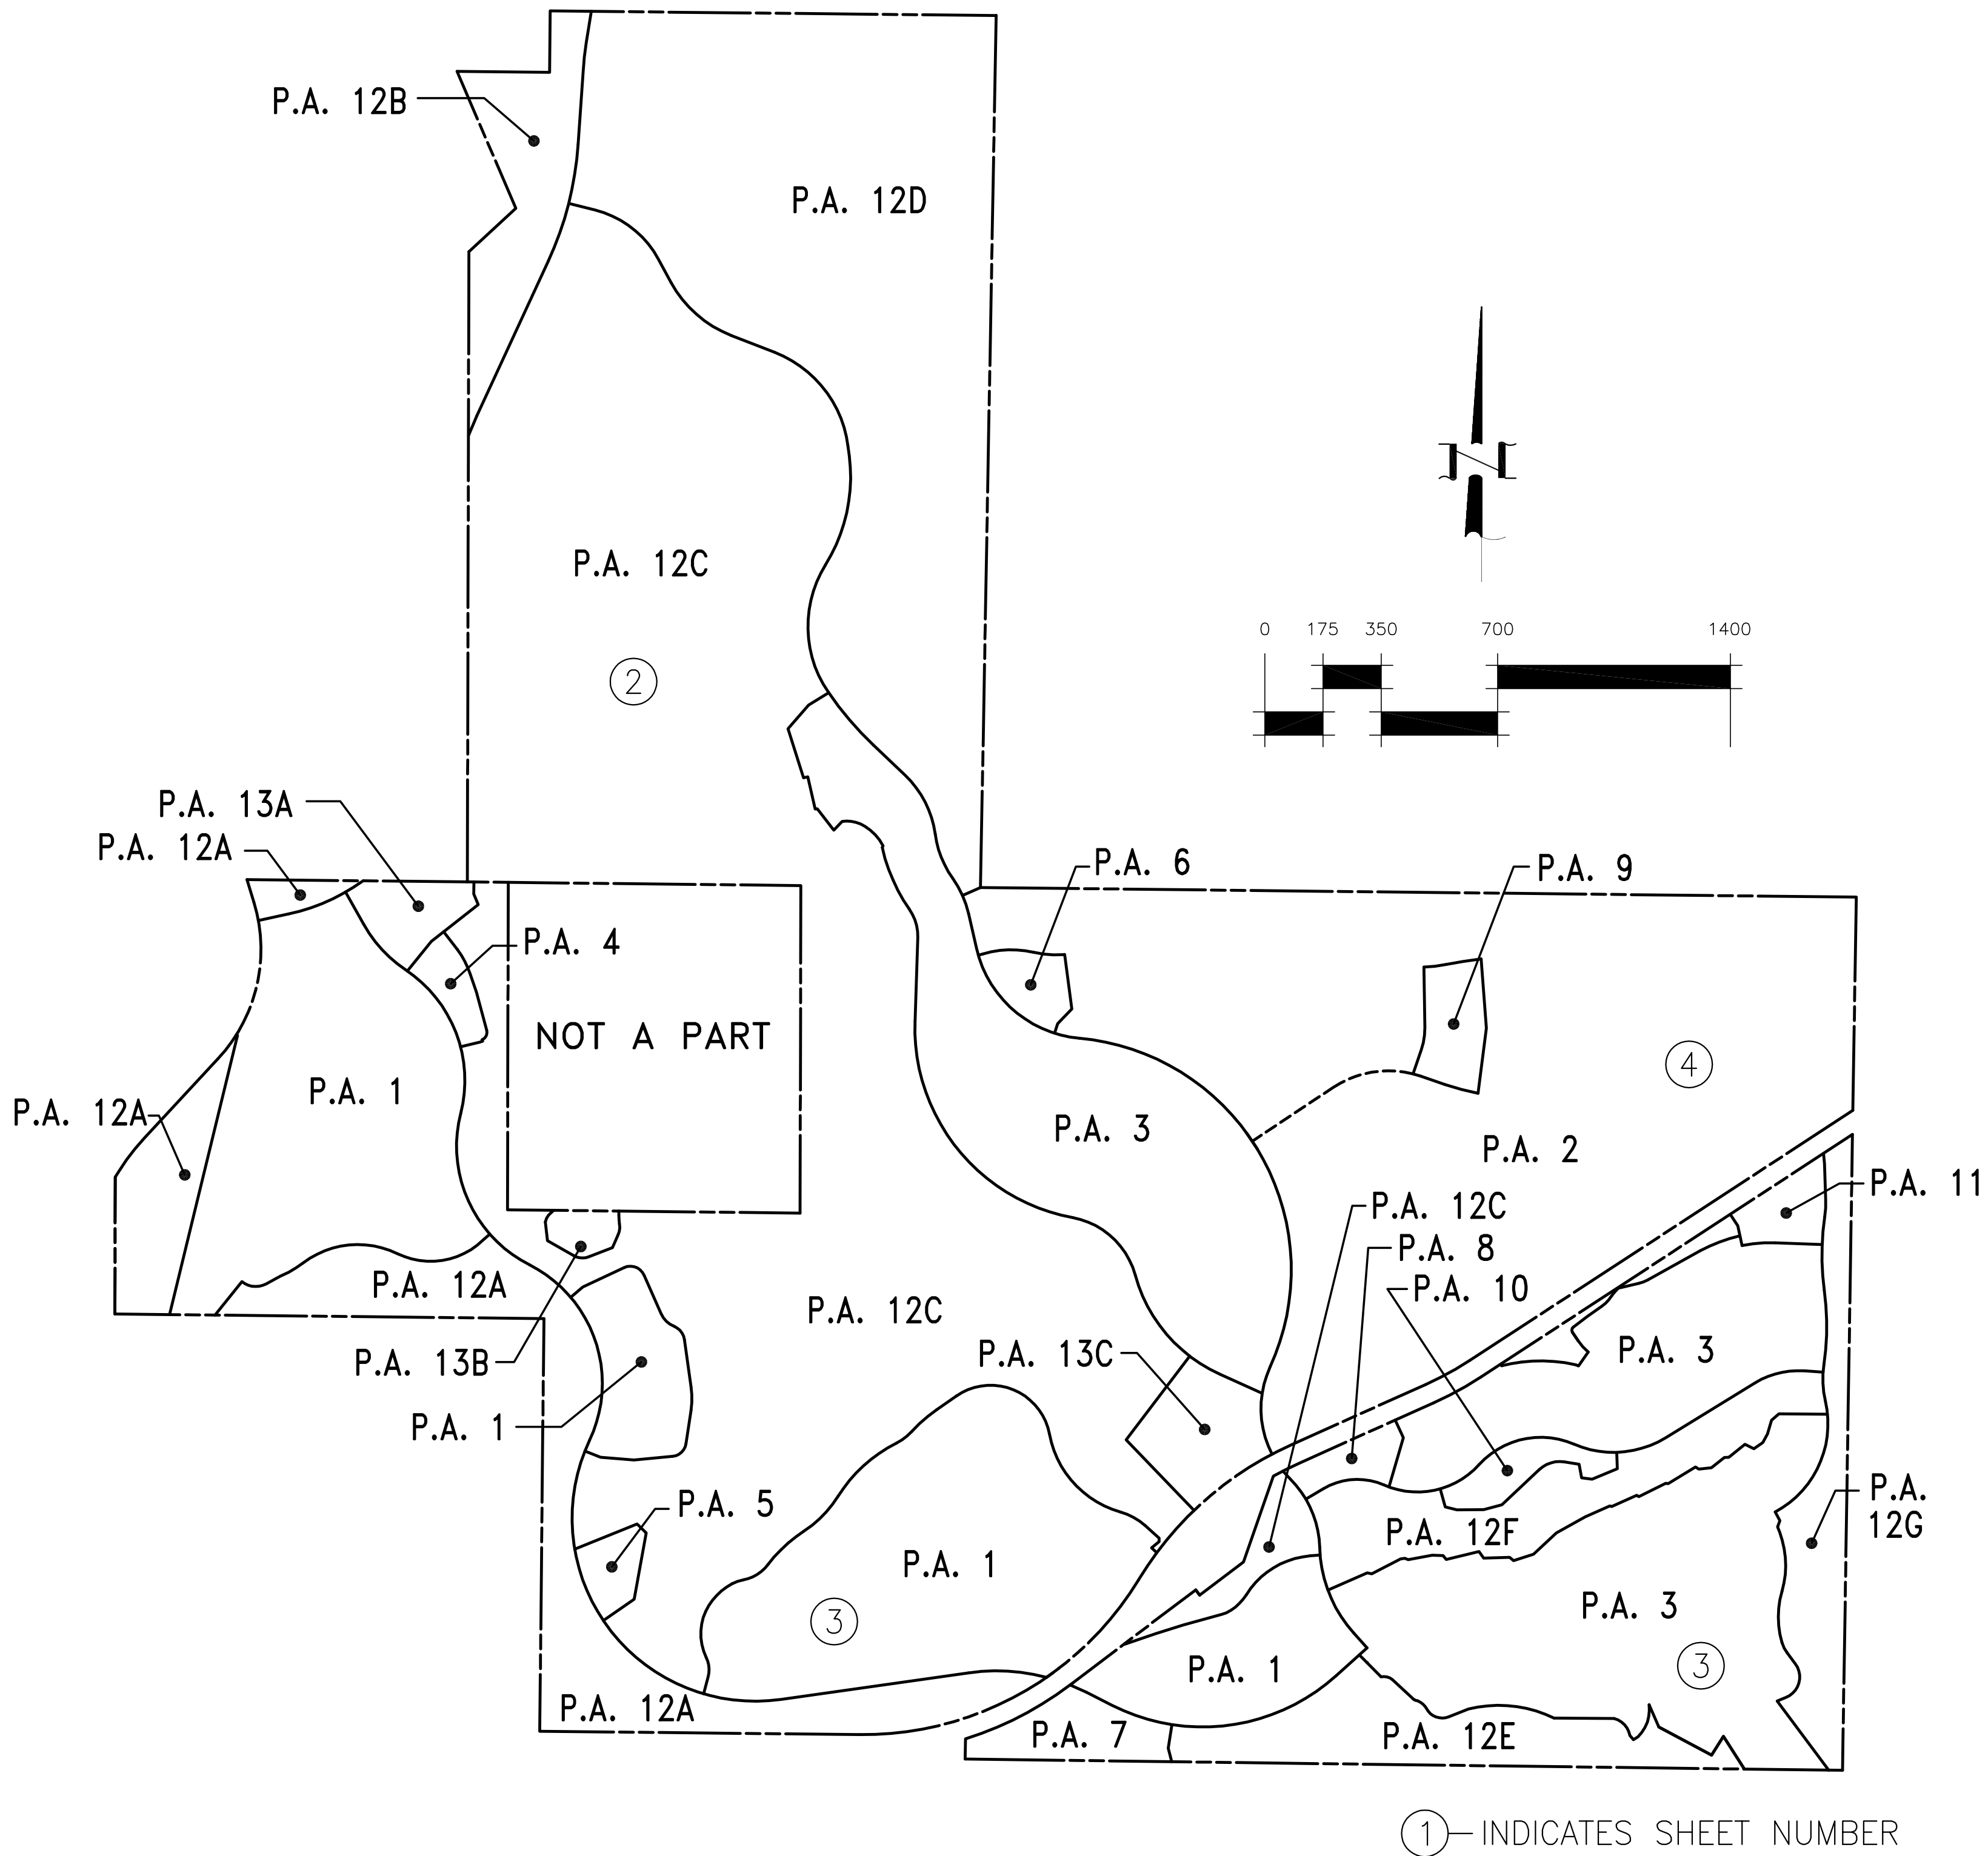 P.A. 12B
P.A. 12D
P.A. 12C
2
N
0 175 350 700 1400
P.A. 13A
P.A. 12A
P.A. 6
P.A. 9
P.A. 4
NOT A PART
4
P.A. 1
P.A. 12A
P.A. 3
P.A. 2
P.A. 11
P.A. 12C
P.A. 8
P.A. 12A
P.A. 10
P.A. 12C
P.A. 13B
P.A. 13C
P.A. 3
P.A. 1
P.A. 5
P.A.
12G
P.A. 12F
P.A. 1
P.A. 3
3
P.A. 1
3
P.A. 12A
P.A. 7
P.A. 12E
1 INDICATES SHEET NUMBER